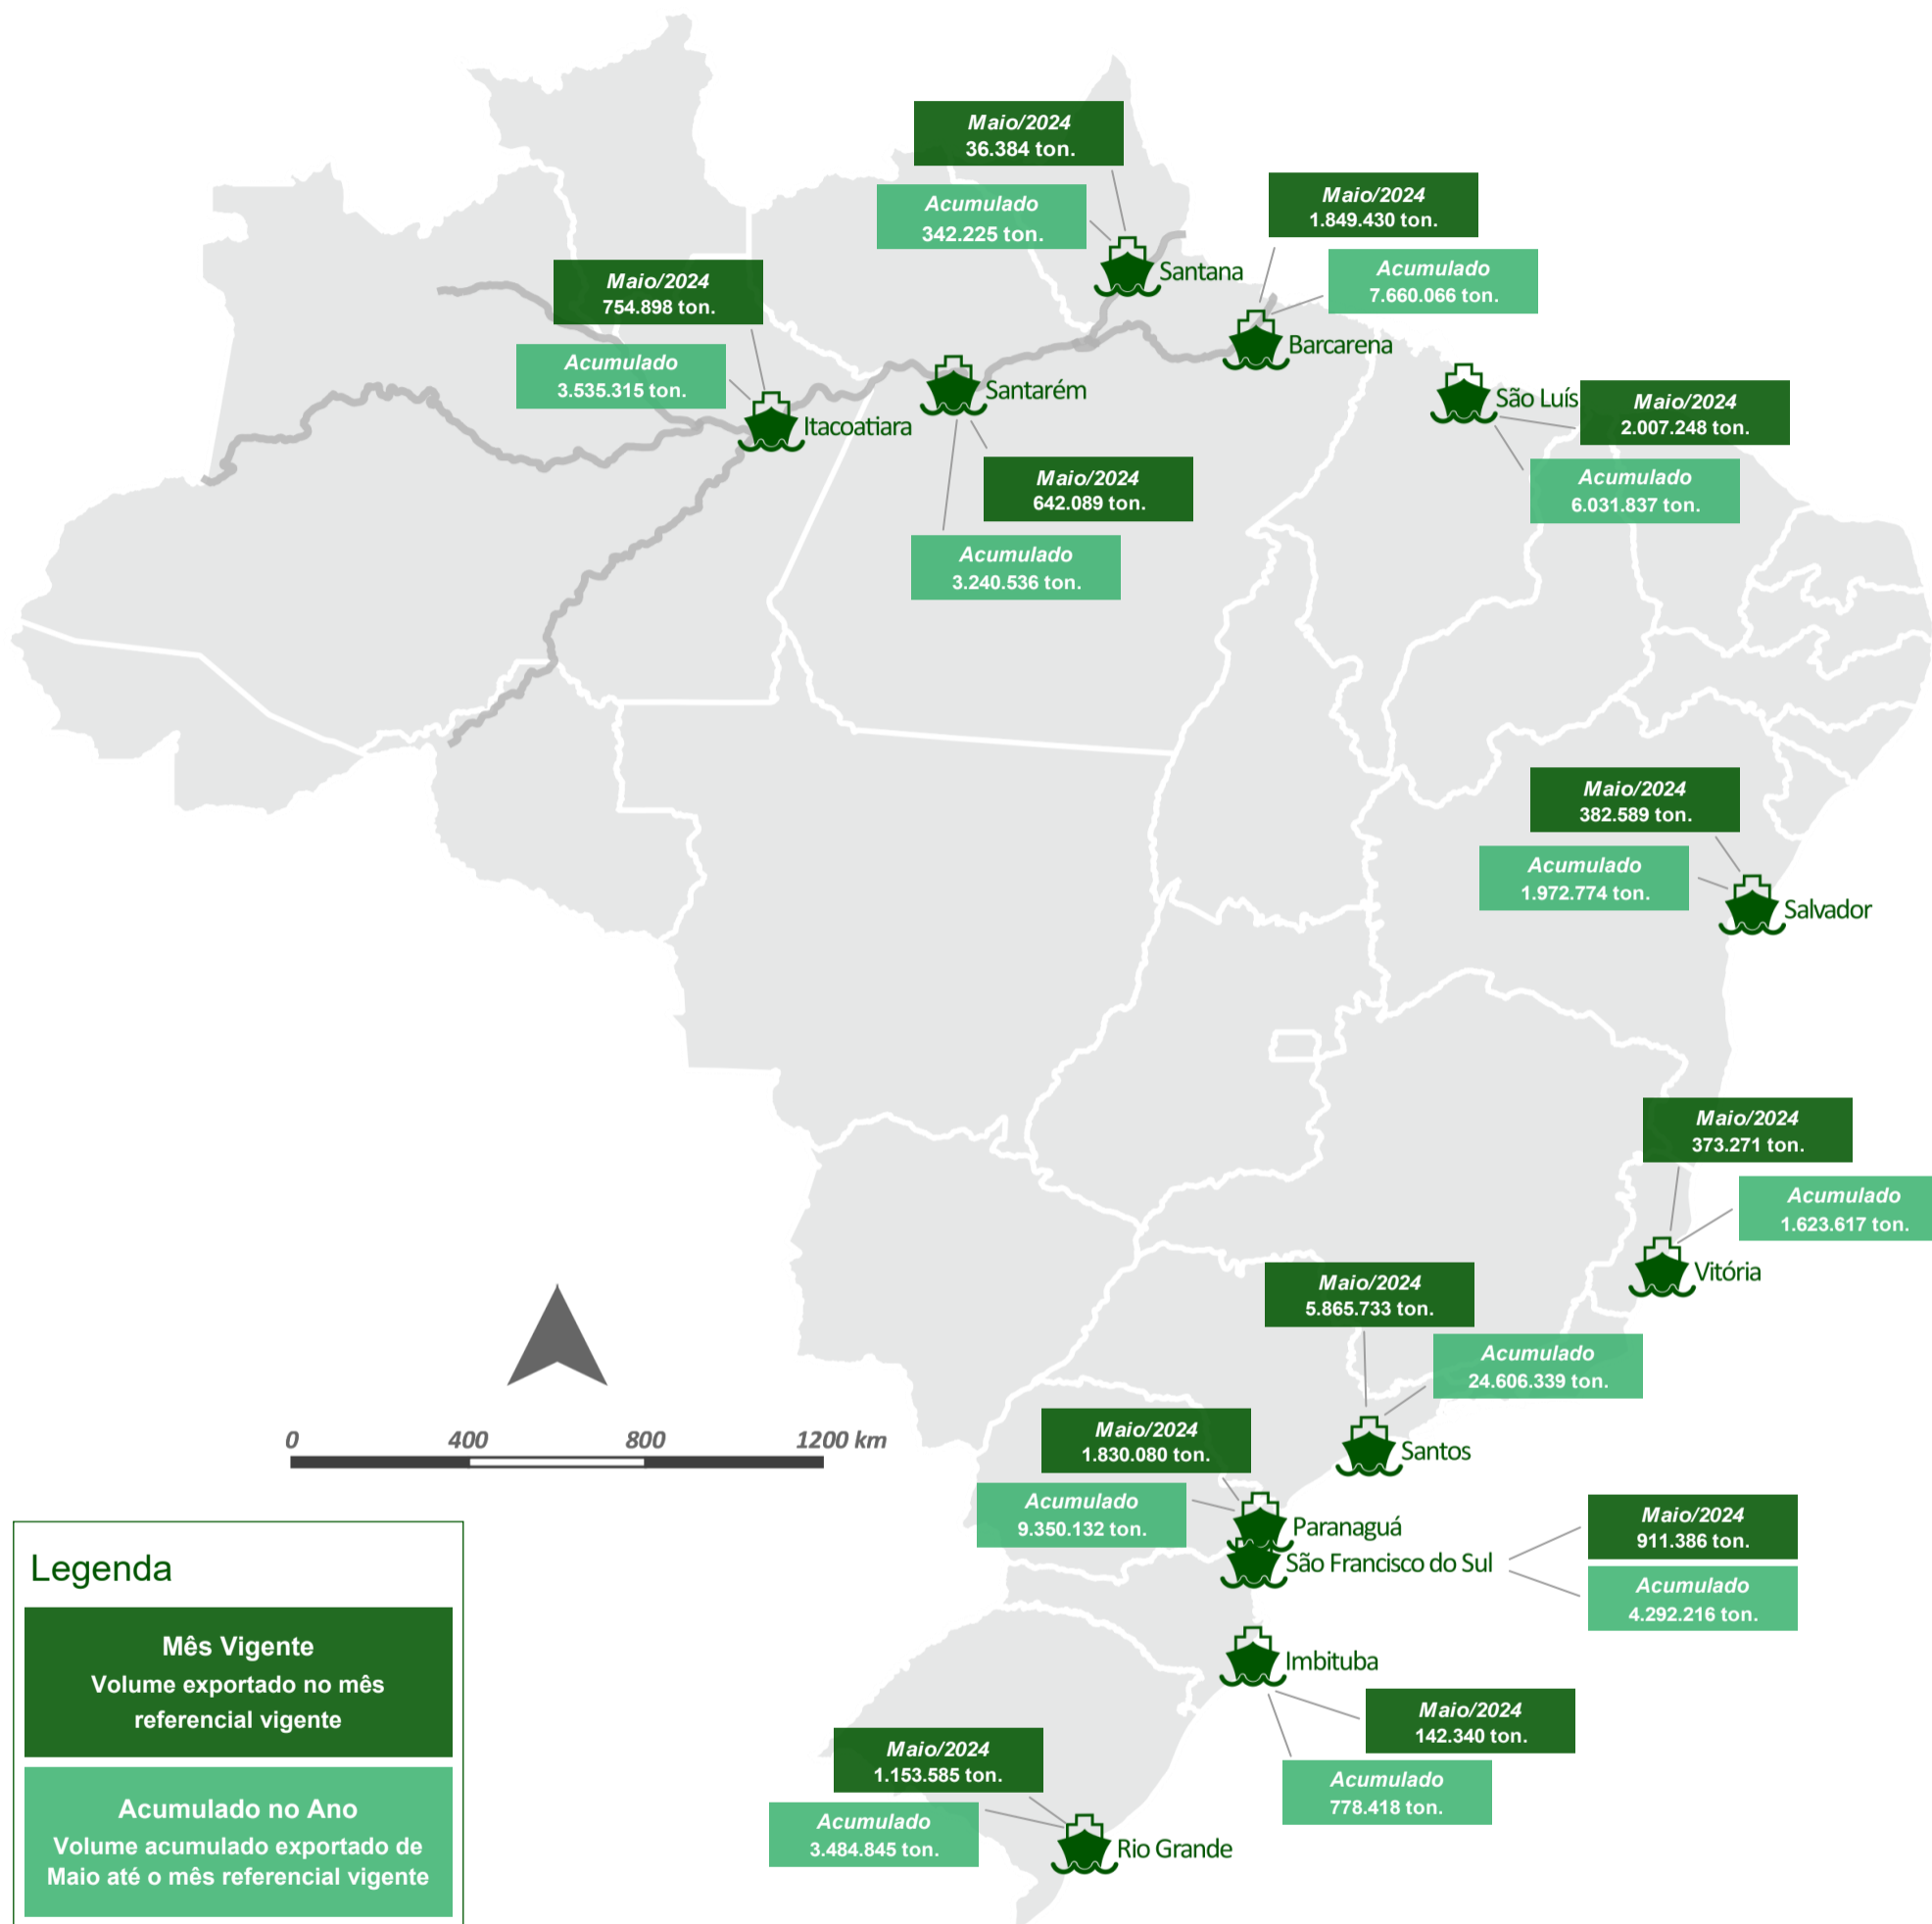 Maio/2024
36.384 ton.
Acumulado
342.225 ton.
Santana
Maio/2024
1.849.430 ton.
Acumulado
7.660.066 ton.
Barcarena
Maio/2024
754.898 ton.
Acumulado
3.535.315 ton.
Itacoatiara
Santarém
Maio/2024
642.089 ton.
Acumulado
3.240.536 ton.
São Luís
Maio/2024
2.007.248 ton.
Acumulado
6.031.837 ton.
Maio/2024
382.589 ton.
Acumulado
1.972.774 ton.
Salvador
Maio/2024
373.271 ton.
Acumulado
1.623.617 ton.
Vitória
Maio/2024
5.865.733 ton.
Acumulado
24.606.339 ton.
Santos
Maio/2024
1.830.080 ton.
Acumulado
9.350.132 ton.
Paranaguá
São Francisco do Sul
Maio/2024
911.386 ton.
Acumulado
4.292.216 ton.
Imbituba
Maio/2024
142.340 ton.
Acumulado
778.418 ton.
Maio/2024
1.153.585 ton.
Acumulado
3.484.845 ton.
Rio Grande
0 400 800 1200 km
Legenda
Mês Vigente
Volume exportado no mês
referencial vigente
Acumulado no Ano
Volume acumulado exportado de
Maio até o mês referencial vigente